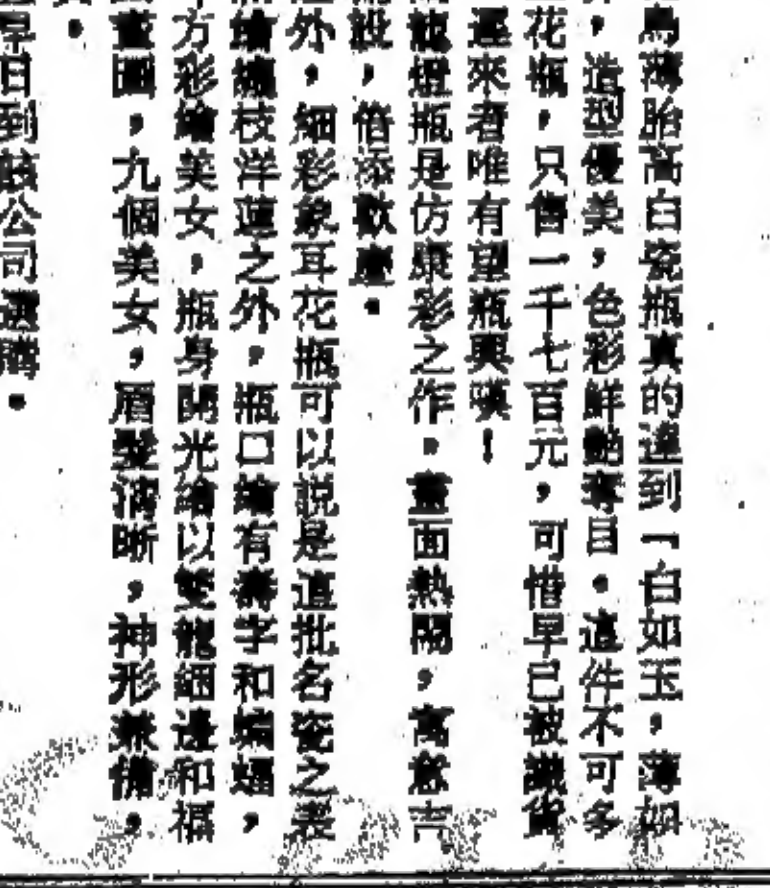 薄胎高白瓷瓶真的達到「白如玉，薄如
，造型優美，色彩鮮艷奪目。這件不可多
花瓶，只售一千七百元，可惜早已被識貨
遲來者唯有望瓶興嘆！
龍燈瓶是仿康彩之作。畫面熱鬧，寓意吉
設，倍添歡慶。
外，細彩象耳花瓶可以說是這批名瓷之表
繪纏枝洋蓮之外，瓶口繪有壽字和蝙蝠，
方彩繪美女，瓶身開光繪以雙龍綑邊和福
畫圖，九個美女，眉髮清晰，神形兼備，
。
早日到該公司選購。